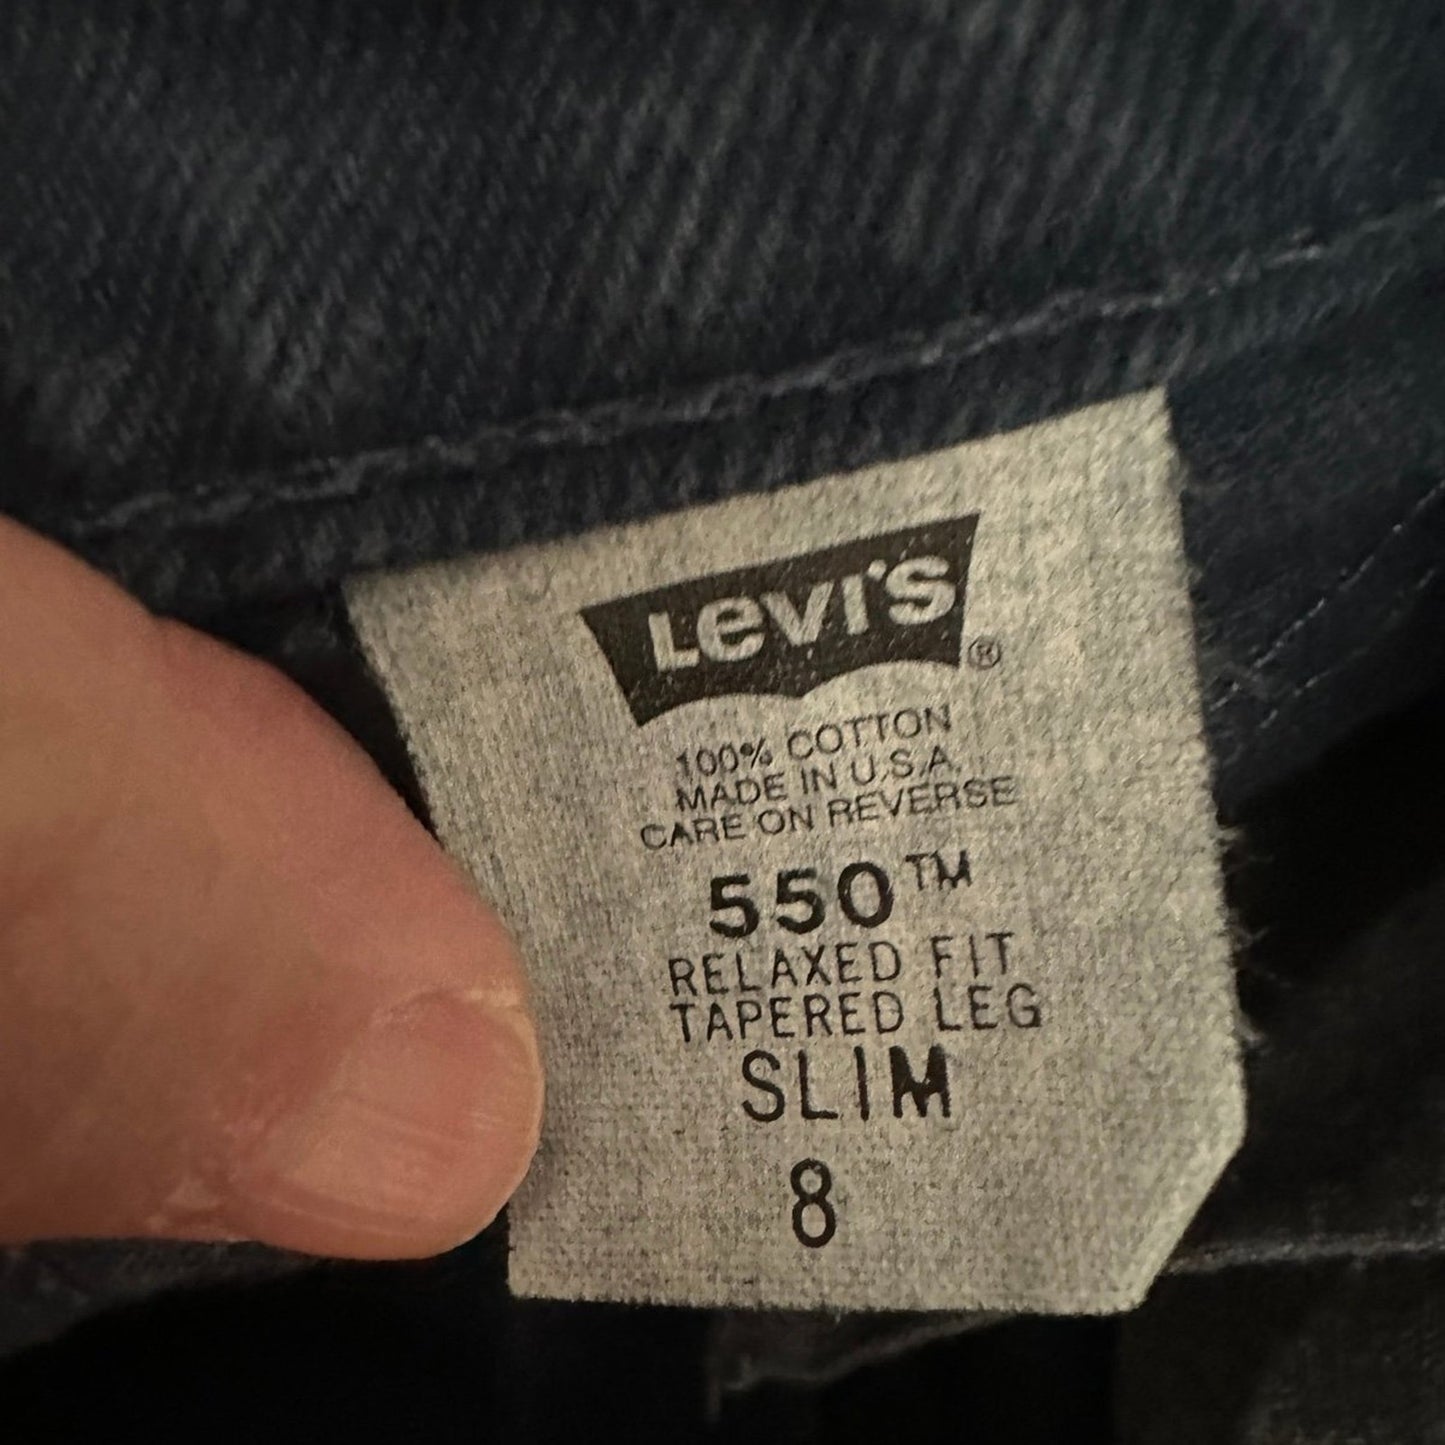 Levi's ®
100% COTTON
MADE IN U.S.A.
CARE ON REVERSE
550™
RELAXED FIT
TAPERED LEG
SLIM
8